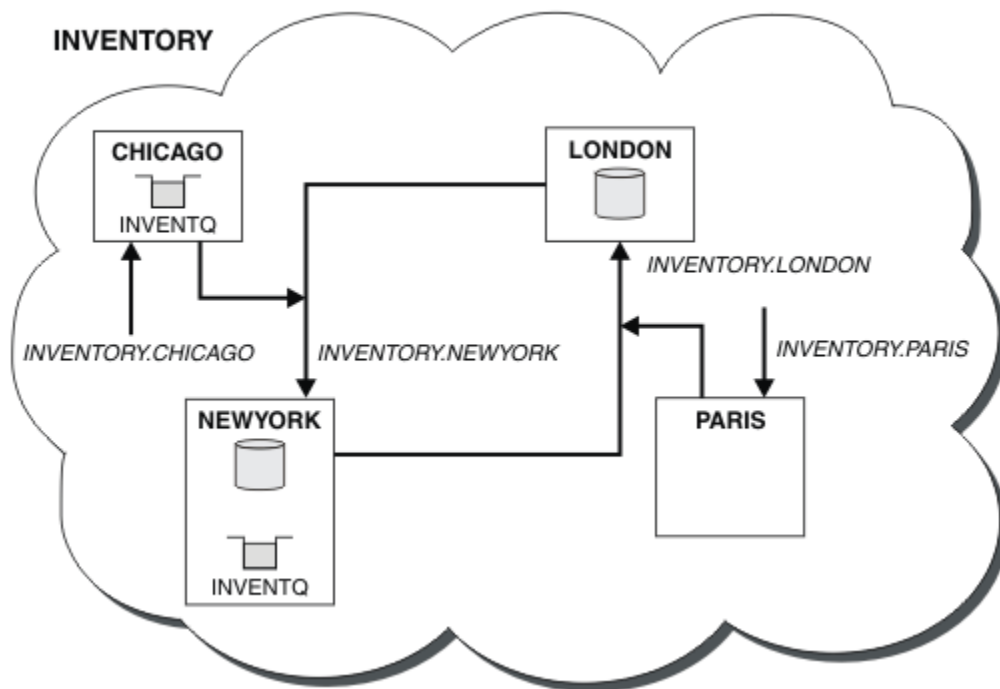 INVENTORY
CHICAGO
INVENTQ
LONDON
INVENTORY.LONDON
INVENTORY.CHICAGO
INVENTORY.NEWYORK
INVENTORY.PARIS
NEWYORK
INVENTQ
PARIS